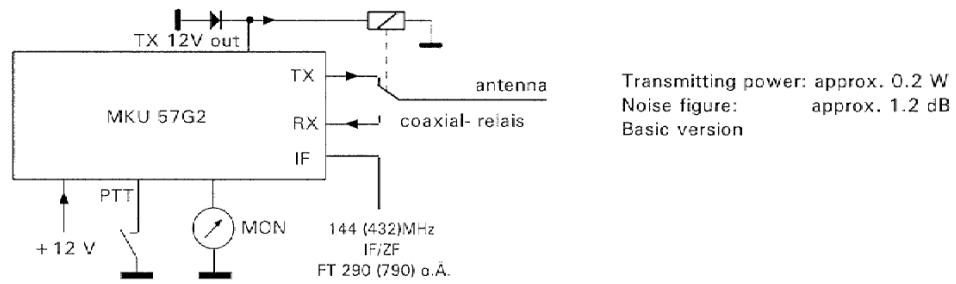 TX 12V out
TX
antenna
MKU 57G2
RX
coaxial- relais
IF
PTT
+12 V
MON
144 (432)MHz
IF/ZF
FT 290 (790) o.Ä.
Transmitting power: approx. 0.2 W
Noise figure: approx. 1.2 dB
Basic version